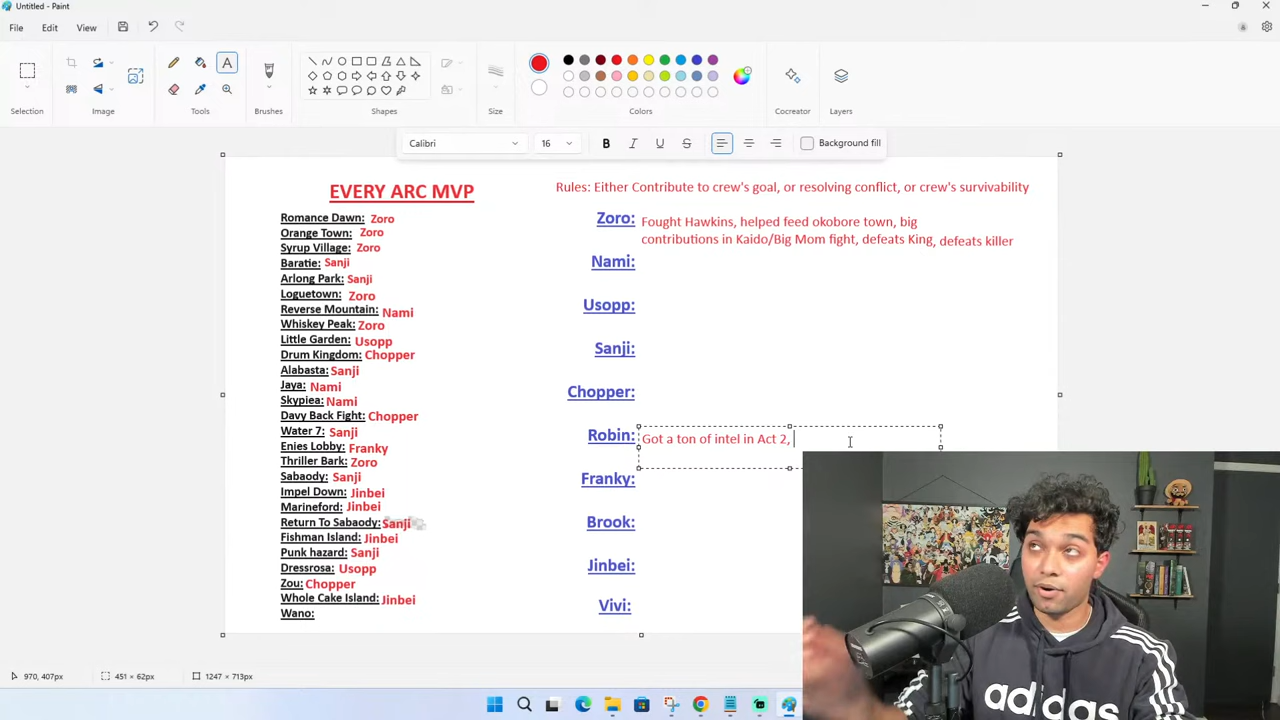 Untitled - Paint
File Edit View
A
Selection
Image
Tools
Brushes
Shapes
Size
Colors
Cocreator
Layers
Calibri 16 B I U S Background fill
EVERY ARC MVP
Romance Dawn: Zoro
Orange Town: Zoro
Syrup Village: Zoro
Baratie: Sanji
Arlong Park: Sanji
Loguetown: Zoro
Reverse Mountain: Nami
Whiskey Peak: Zoro
Little Garden: Usopp
Drum Kingdom: Chopper
Alabasta: Sanji
Jaya: Nami
Skypiea: Nami
Davy Back Fight: Chopper
Water 7: Sanji
Enies Lobby: Franky
Thriller Bark: Zoro
Sabaody: Sanji
Impel Down: Jinbei
Marineford: Jinbei
Return To Sabaody: Sanji
Fishman Island: Jinbei
Punk hazard: Sanji
Dressrosa: Usopp
Zou: Chopper
Whole Cake Island: Jinbei
Wano:
Rules: Either Contribute to crew's goal, or resolving conflict, or crew's survivability
Zoro: Fought Hawkins, helped feed okobore town, big
contributions in Kaido/Big Mom fight, defeats King, defeats killer
Nami:
Usopp:
Sanji:
Chopper:
Robin: Got a ton of intel in Act 2,
Franky:
Brook:
Jinbei:
Vivi:
adidas
970, 407px 451 × 62px 1247 × 713px